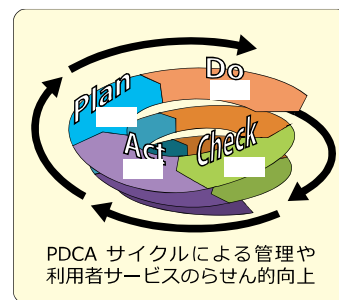 Plan
Do
Check
Act
PDCA サイクルによる管理や
利用者サービスのらせん的向上